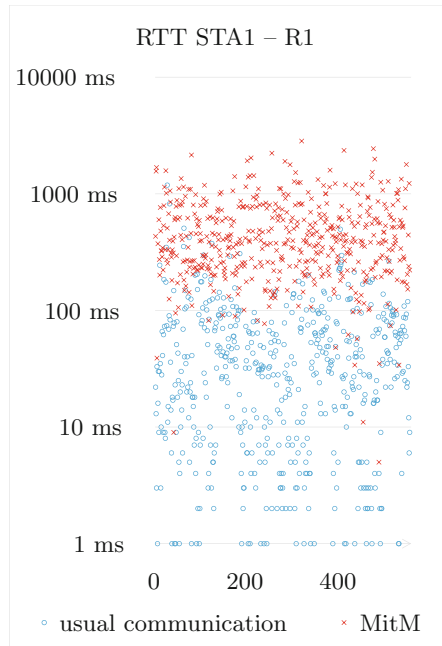 RTT STA1 – R1
10000 ms
1000 ms
100 ms
10 ms
1 ms
0 200 400
usual communication MitM